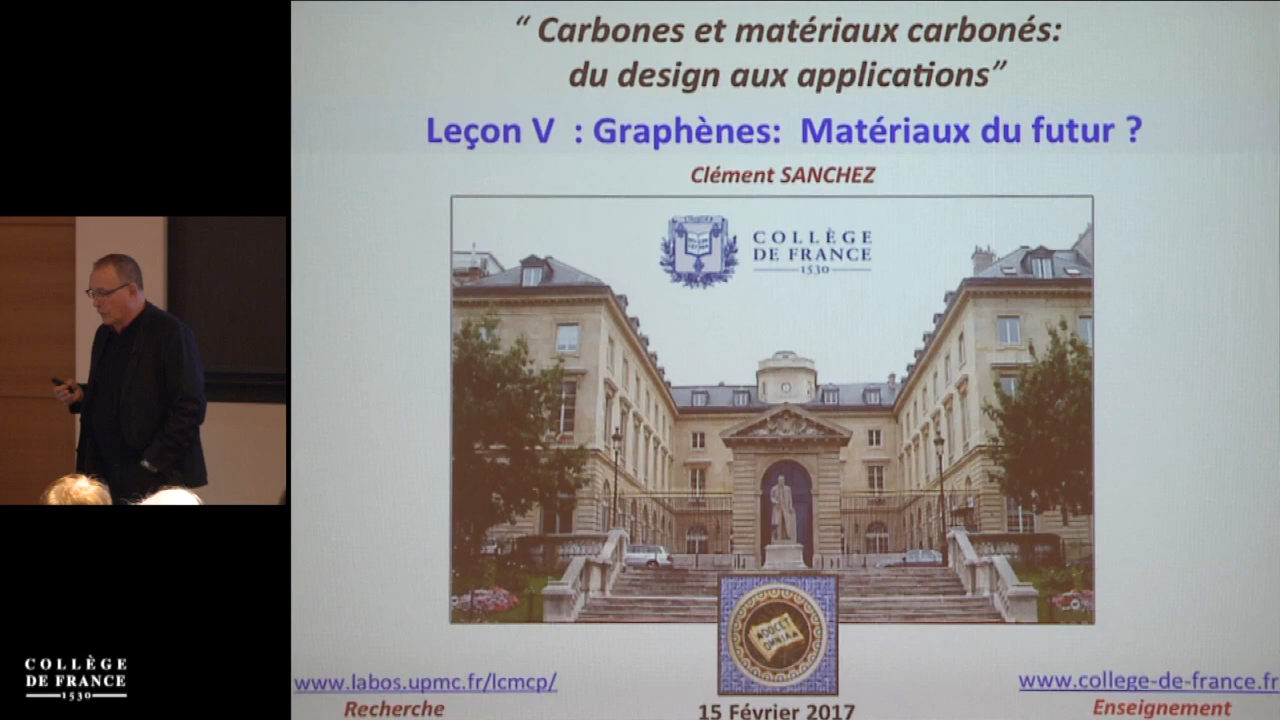 “ Carbones et matériaux carbonés:
du design aux applications”
Leçon V : Graphènes: Matériaux du futur ?
Clément SANCHEZ
COLLÈGE
DE FRANCE
1530
DOCET
OMNIA
www.labos.upmc.fr/lcmcp/
Recherche
15 Février 2017
www.college-de-france.fr
Enseignement
COLLÈGE
DE FRANCE
1530